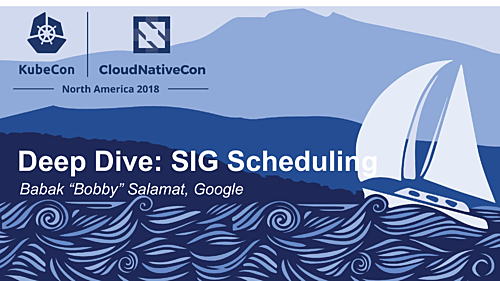 KubeCon
CloudNativeCon
North America 2018
Deep Dive: SIG Scheduling
Babak “Bobby” Salamat, Google